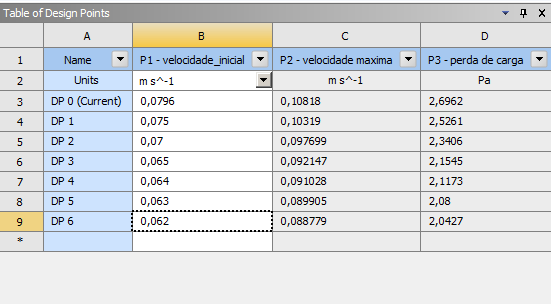 Table of Design Points
A B C D
1 Name P1 - velocidade_inicial P2 - velocidade maxima P3 - perda de carga
2 Units m s^-1 m s^-1 Pa
3 DP 0 (Current) 0,0796 0,10818 2,6962
4 DP 1 0,075 0,10319 2,5261
5 DP 2 0,07 0,097699 2,3406
6 DP 3 0,065 0,092147 2,1545
7 DP 4 0,064 0,091028 2,1173
8 DP 5 0,063 0,089905 2,08
9 DP 6 0,062 0,088779 2,0427
*